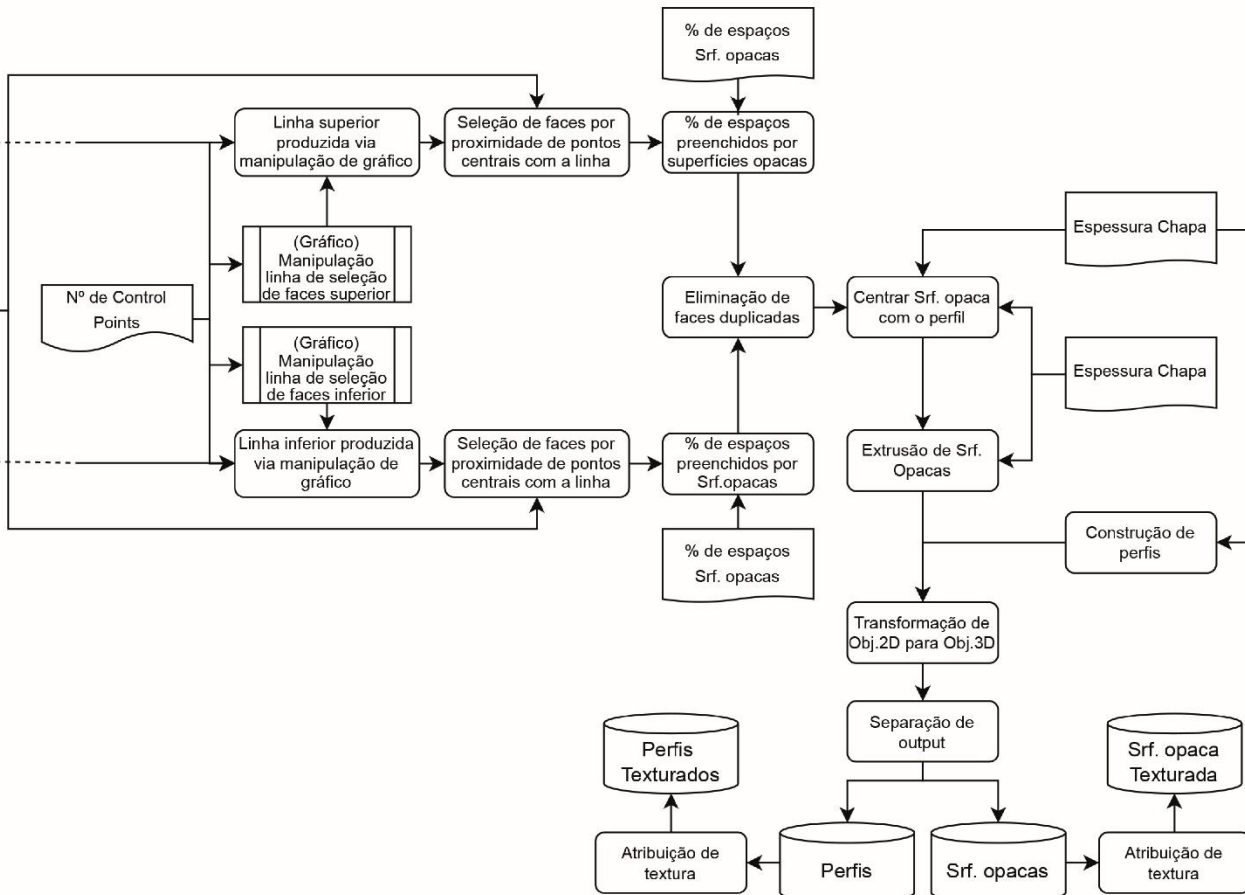 % de espaços
Srf. opacas
Linha superior
produzida via
manipulação de gráfico
Seleção de faces por
proximidade de pontos
centrais com a linha
% de espaços
preenchidos por
superfícies opacas
(Gráfico)
Manipulação
linha de seleção
de faces superior
Espessura Chapa
Nº de Control
Points
Eliminação de
faces duplicadas
Centrar Srf. opaca
com o perfil
(Gráfico)
Manipulação
linha de seleção
de faces inferior
Espessura Chapa
Linha inferior produzida
via manipulação de
gráfico
Seleção de faces por
proximidade de pontos
centrais com a linha
% de espaços
preenchidos por
Srf.opacas
Extrusão de Srf.
Opacas
% de espaços
Srf. opacas
Construção de
perfis
Transformação de
Obj.2D para Obj.3D
Separação de
output
Perfis
Texturados
Srf. opaca
Texturada
Atribuição de
textura
Perfis
Srf. opacas
Atribuição de
textura